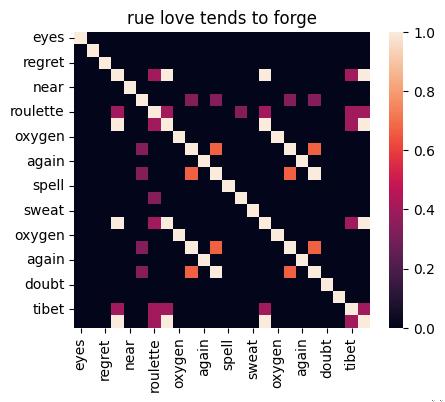 rue love tends to forge
eyes
regret
near
roulette
oxygen
again
spell
sweat
oxygen
again
doubt
tibet
1.0
0.8
0.6
0.4
0.2
0.0
eyes
regret
near
roulette
oxygen
again
spell
sweat
oxygen
again
doubt
tibet